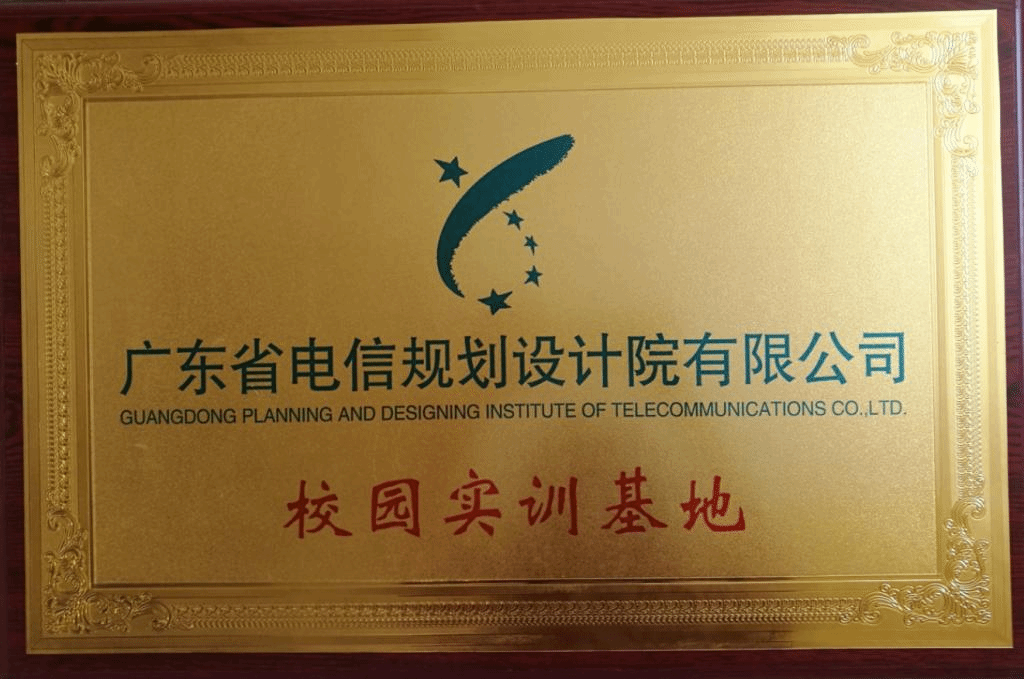 广东省电信规划设计院有限公司
GUANGDONG PLANNING AND DESIGNING INSTITUTE OF TELECOMMUNICATIONS CO.,LTD.
校园实训基地